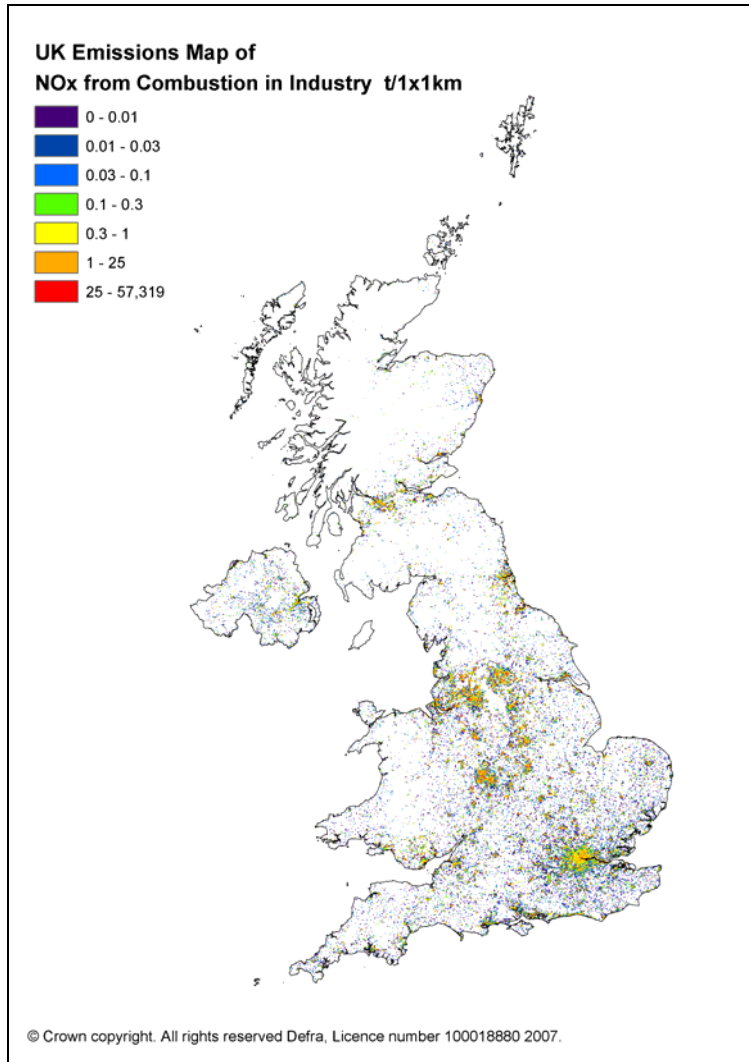 UK Emissions Map of
NOx from Combustion in Industry t/1x1km
0 - 0.01
0.01 - 0.03
0.03 - 0.1
0.1 - 0.3
0.3 - 1
1 - 25
25 - 57,319
© Crown copyright. All rights reserved Defra, Licence number 100018880 2007.